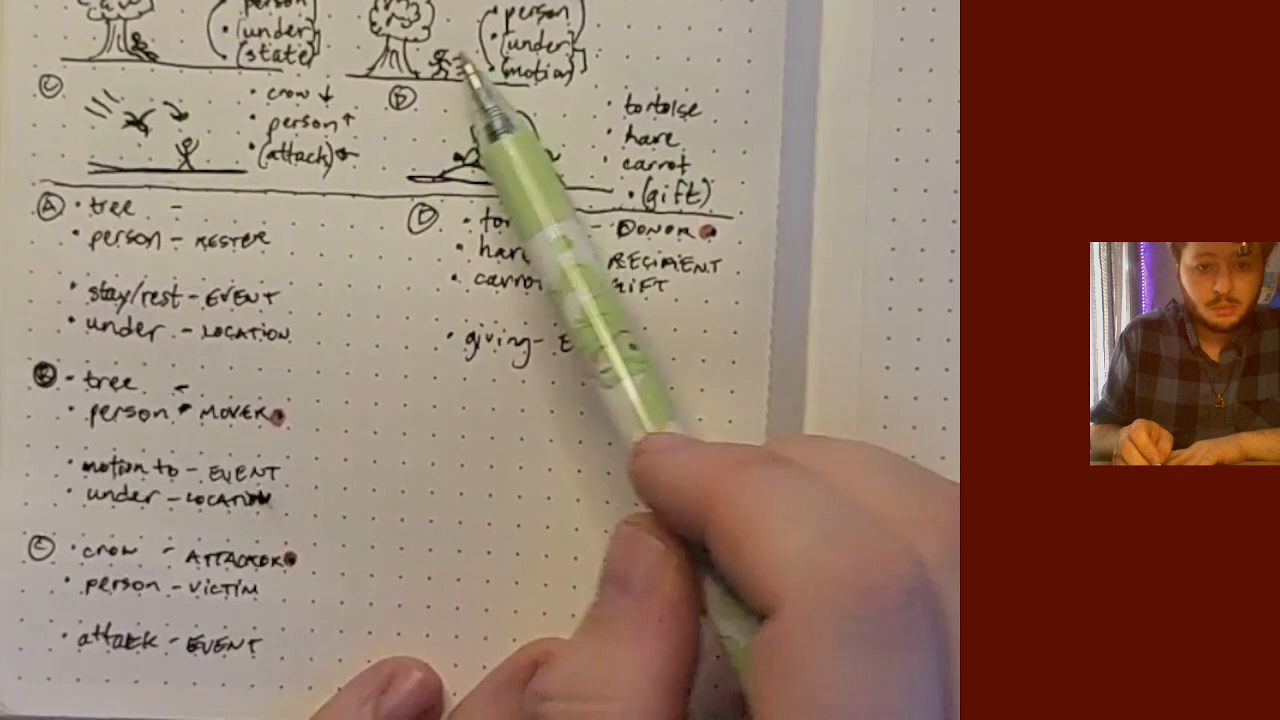 person
(under)
(state)
person
(under)
(motion)
C
• crow ↓
• person ↑
• (attack)
D
• tortoise
• hare
• carrot
• (gift)
A • tree –
• person – RESTER
• stay/rest – EVENT
• under – LOCATION
B – tree –
• person – MOVER
• motion to – EVENT
• under – LOCATION
C • crow – ATTACKER
• person – VICTIM
• attack – EVENT
D
– DONOR
RECIPIENT
• giving –